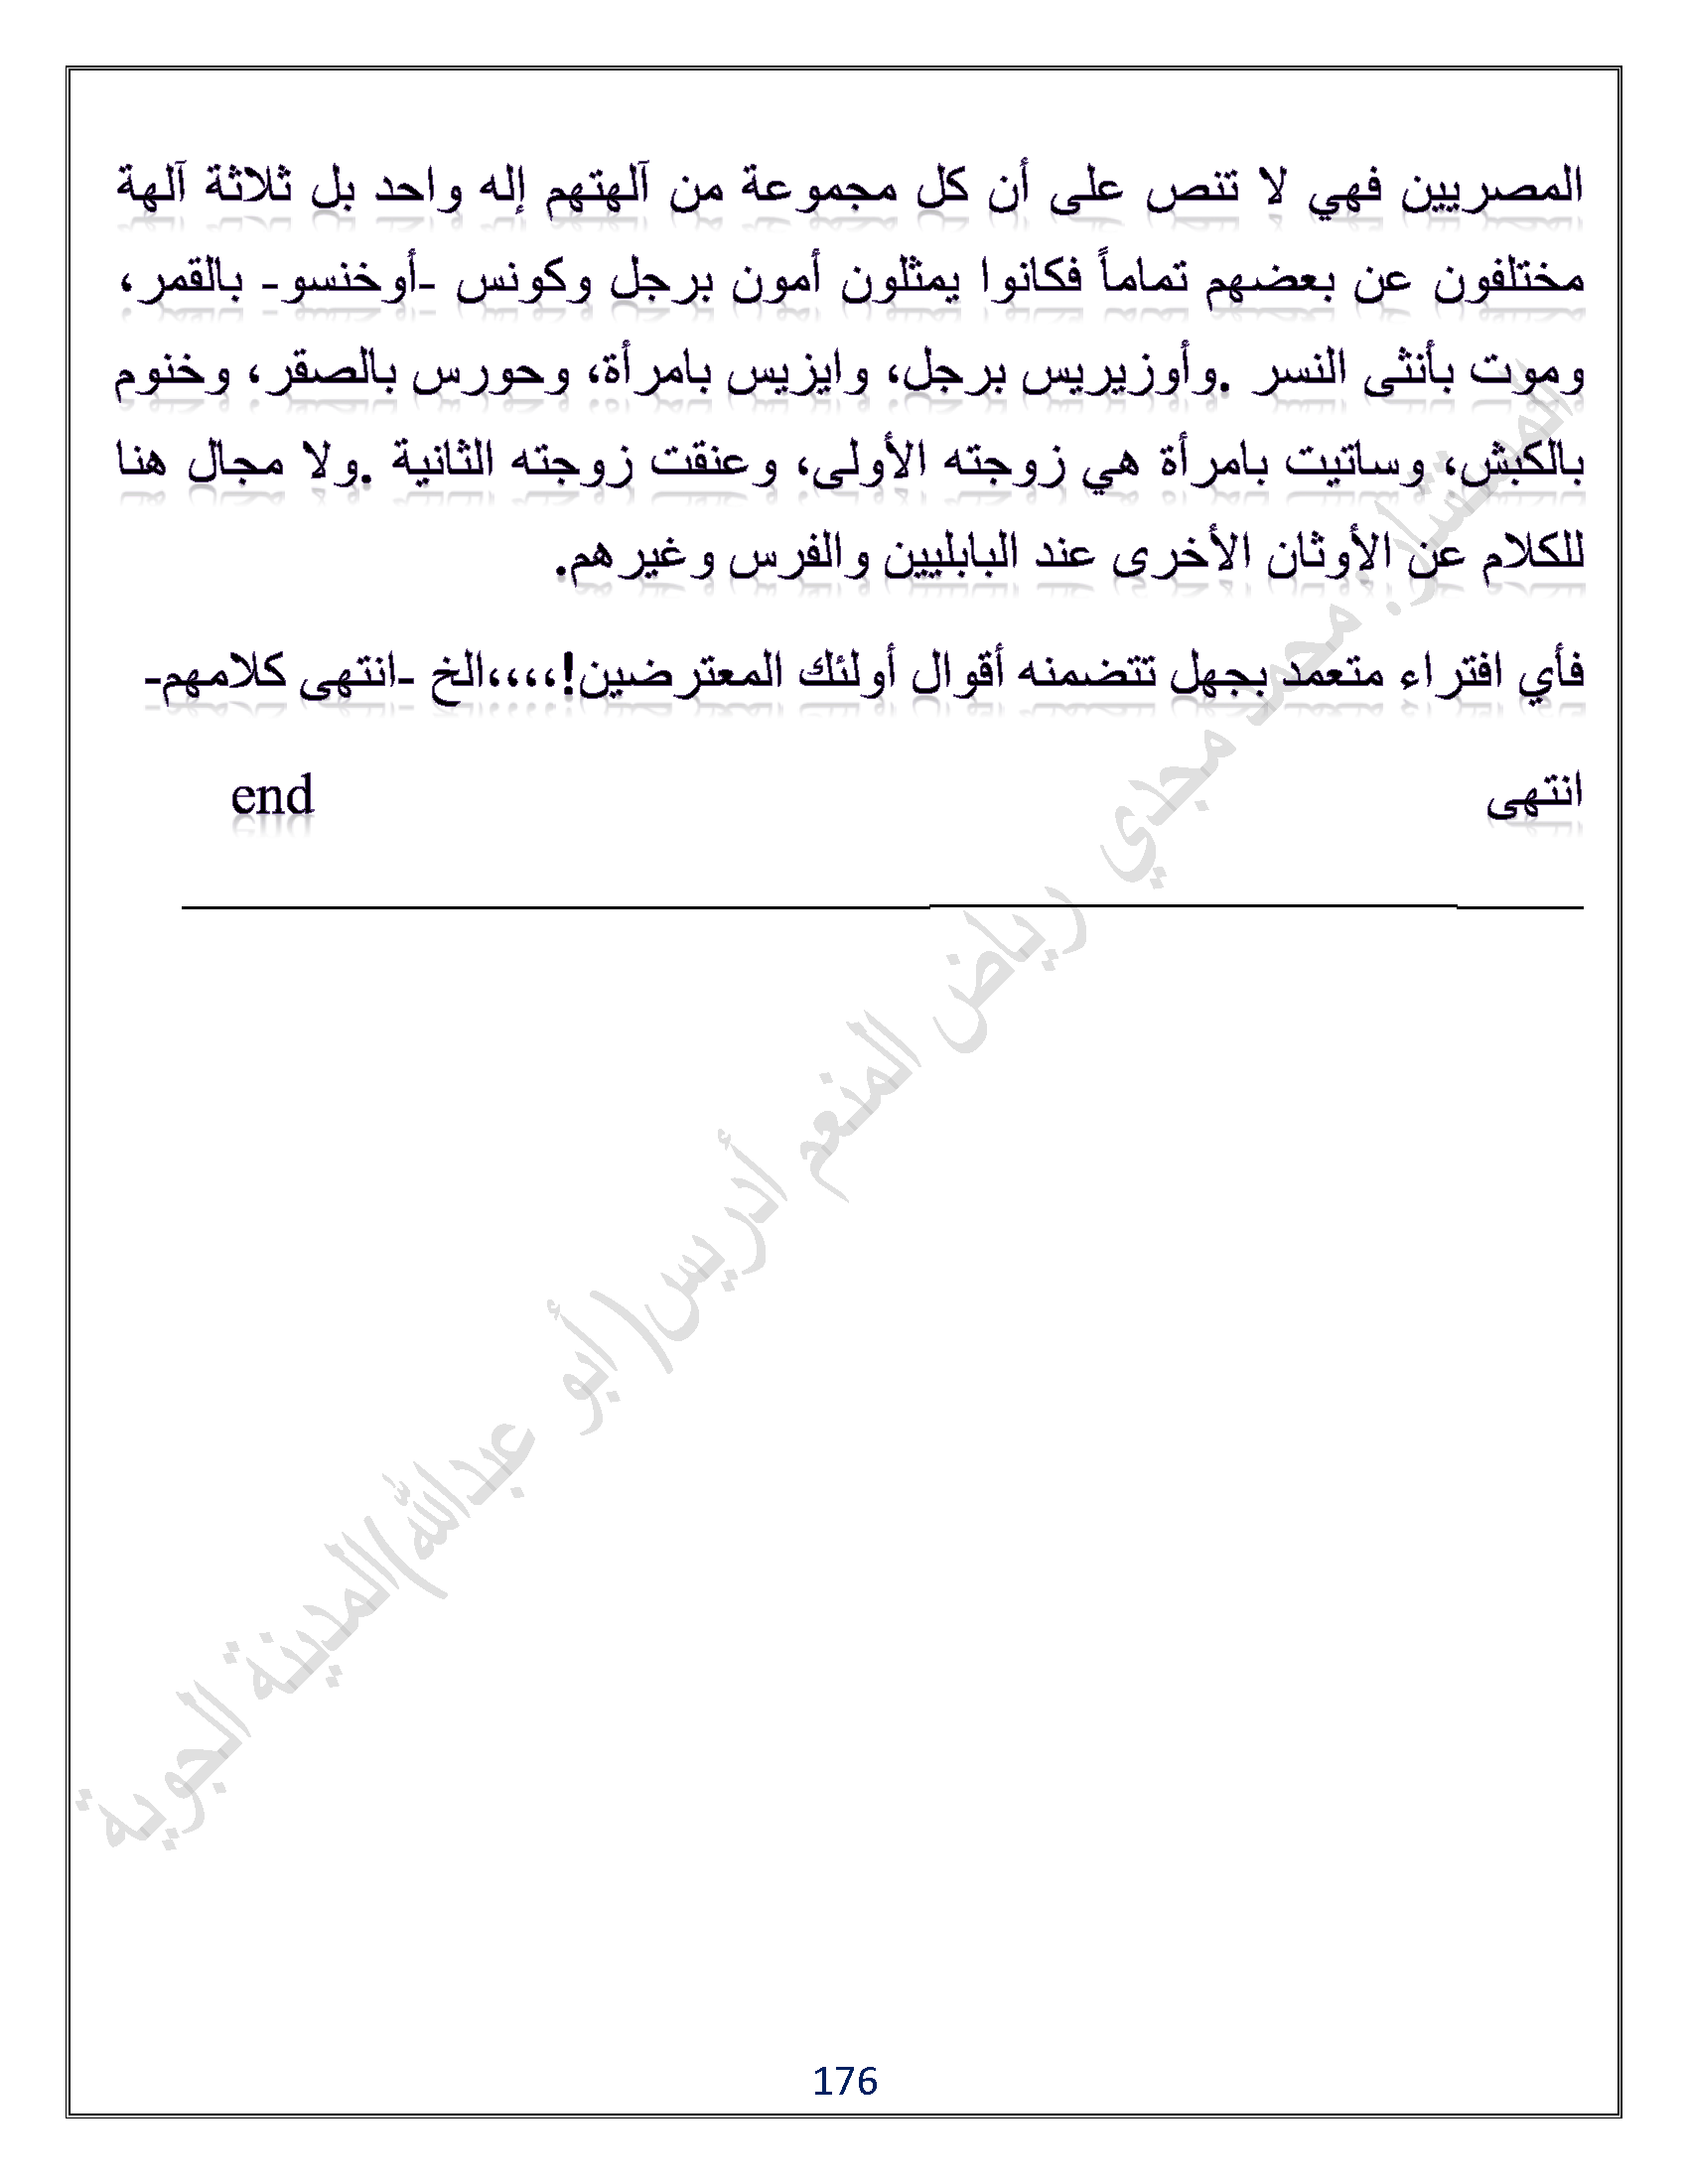 المصريين فهي لا تنص على أن كل مجموعة من آلهتهم إله واحد بل ثلاثة آلهة
مختلفون عن بعضهم تماماً فكانوا يمثلون أمون برجل وكونس -أوخنسو- بالقمر،
وموت بأنثى النسر .وأوزيريس برجل، وايزيس بامرأة، وحورس بالصقر، وخنوم
بالكبش، وساتيت بامرأة هي زوجته الأولى، وعنقت زوجته الثانية .ولا مجال هنا
للكلام عن الأوثان الأخرى عند البابليين والفرس وغيرهم.
فأي افتراء متعمد بجهل تتضمنه أقوال أولئك المعترضين!،،،،الخ -انتهى كلامهم-
انتهى end
المستشار. محمد مجدي رياض المنعم أدريس(أبو عبدالله)المدينة الجوية
176